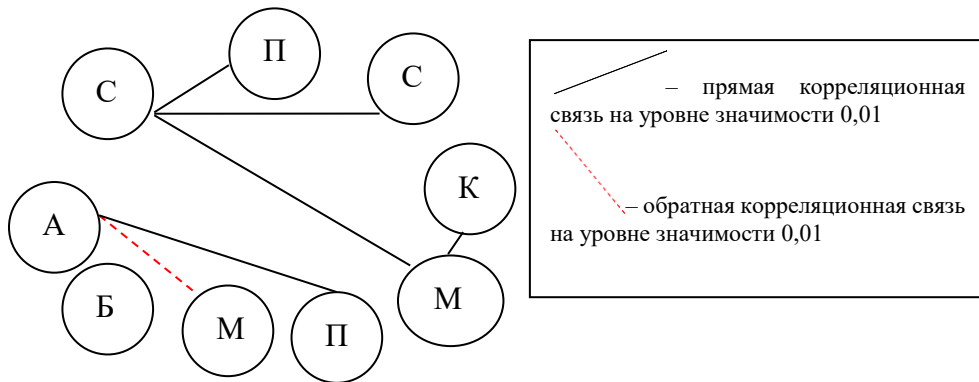 П
С
С
К
А
М
Б
М
П
– прямая корреляционная
связь на уровне значимости 0,01
– обратная корреляционная связь
на уровне значимости 0,01